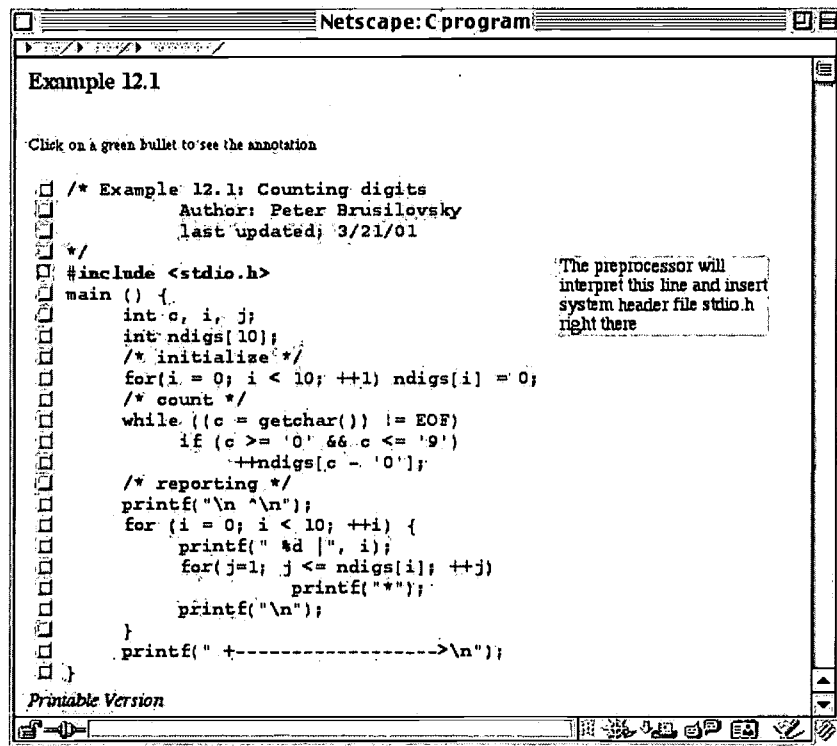 Netscape: C program
Example 12.1
Click on a green bullet to see the annotation
/* Example 12.1: Counting digits
Author: Peter Brusilovsky
last updated; 3/21/01
*/
#include <stdio.h>
The preprocessor will
interpret this line and insert
system header file stdio.h
right there
main () {
int c, i, j;
int ndigs[10];
/* initialize */
for(i = 0; i < 10; ++i) ndigs[i] = 0;
/* count */
while ((c = getchar()) != EOF)
if (c >= '0' && c <= '9')
++ndigs[c - '0'];
/* reporting */
printf("\n ^\n");
for (i = 0; i < 10; ++i) {
printf(" %d |", i);
for(j=1; j <= ndigs[i]; ++j)
printf("*");
printf("\n");
}
printf(" +------------------>\n");
}
Printable Version